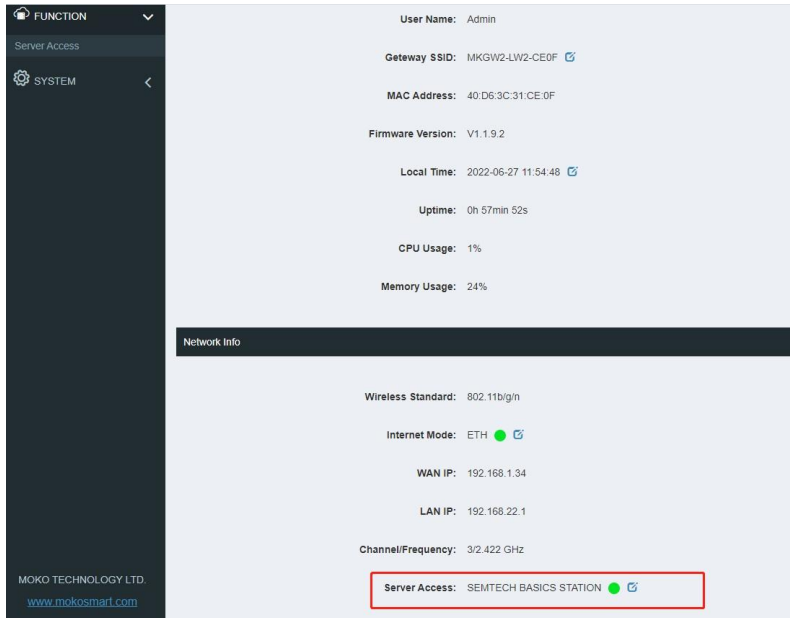 FUNCTION
Server Access
SYSTEM
User Name: Admin
Geteway SSID: MKGW2-LW2-CE0F
MAC Address: 40:D6:3C:31:CE:0F
Firmware Version: V1.1.9.2
Local Time: 2022-06-27 11:54:48
Uptime: 0h 57min 52s
CPU Usage: 1%
Memory Usage: 24%
Network Info
Wireless Standard: 802.11b/g/n
Internet Mode: ETH
WAN IP: 192.168.1.34
LAN IP: 192.168.22.1
Channel/Frequency: 3/2.422 GHz
Server Access: SEMTECH BASICS STATION
MOKO TECHNOLOGY LTD.
www.mokosmart.com